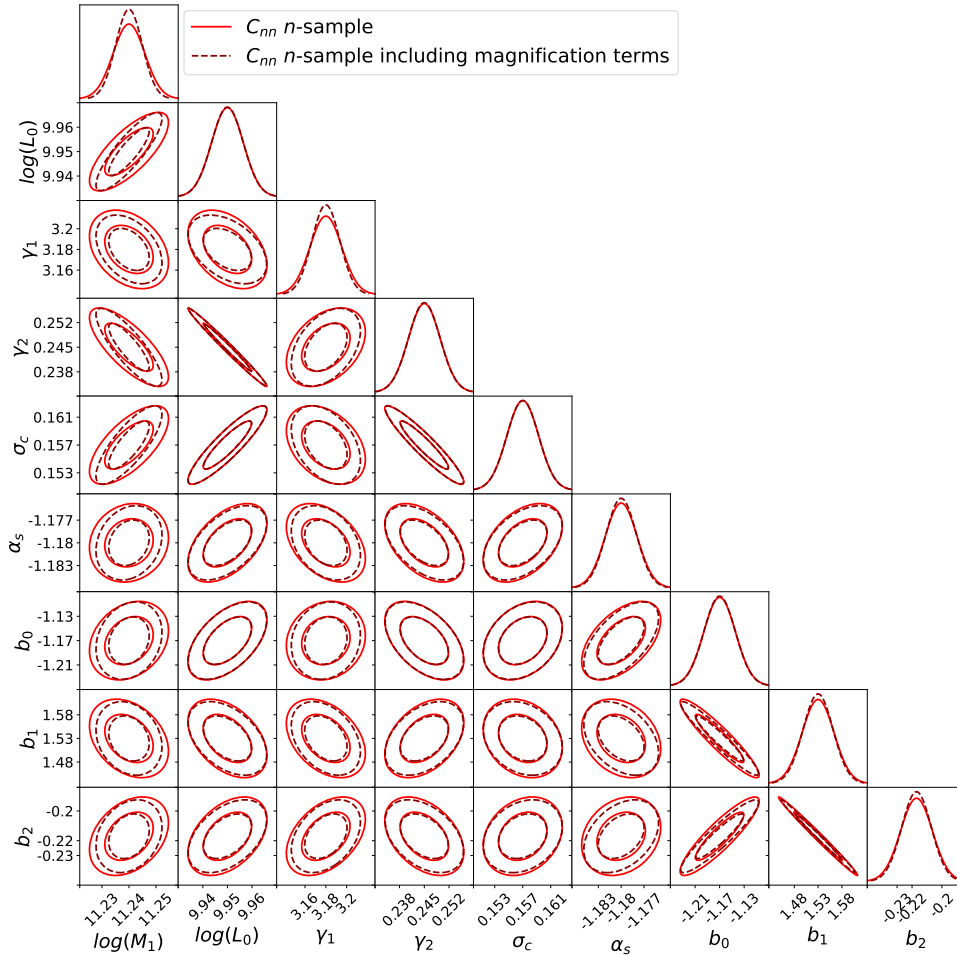 C_nn n-sample
C_nn n-sample including magnification terms
log(L_0)
9.96
9.95
9.94
γ_1
3.2
3.18
3.16
γ_2
0.252
0.245
0.238
σ_c
0.161
0.157
0.153
α_s
-1.177
-1.18
-1.183
b_0
-1.13
-1.17
-1.21
b_1
1.58
1.53
1.48
b_2
-0.2
-0.22
-0.23
11.23 11.24 11.25 9.94 9.95 9.96 3.16 3.18 3.2 0.238 0.245 0.252 0.153 0.157 0.161 -1.183 -1.18 -1.177 -1.21 -1.17 -1.13 1.48 1.53 1.58 -0.23 -0.22 -0.2
log(M_1) log(L_0) γ_1 γ_2 σ_c α_s b_0 b_1 b_2